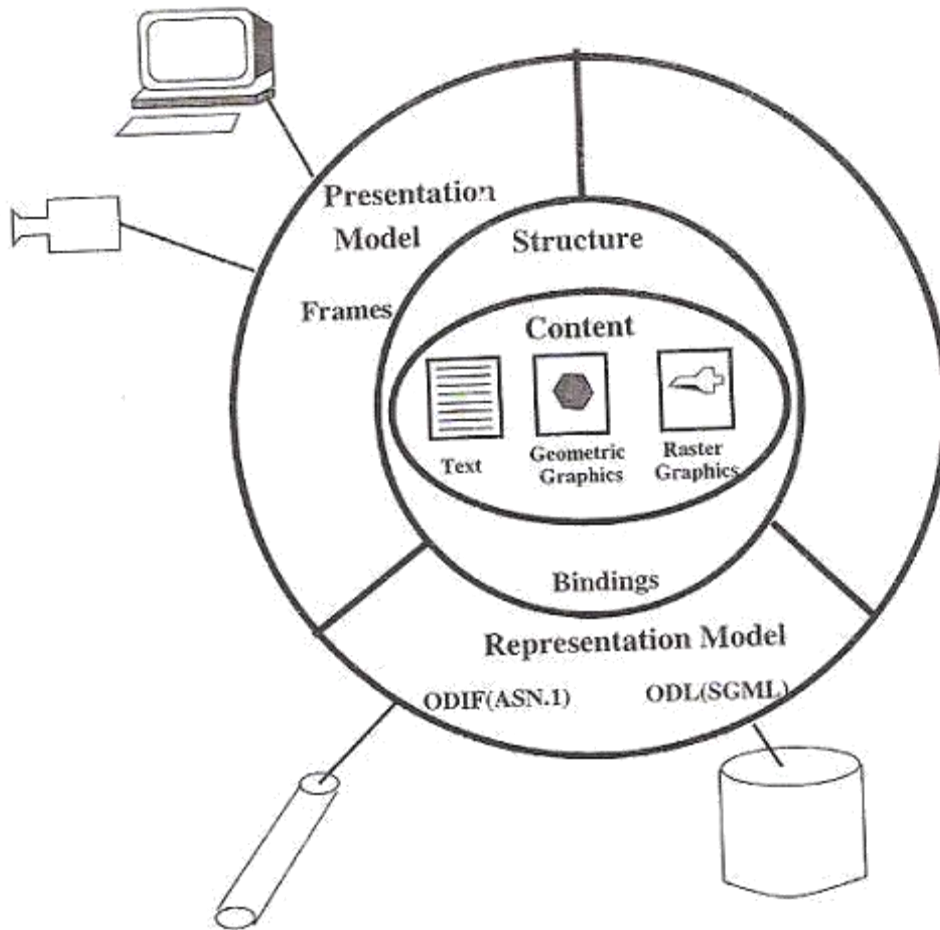 Presentation
Model
Structure
Frames
Content
Text
Geometric
Graphics
Raster
Graphics
Bindings
Representation Model
ODIF(ASN.1)
ODL(SGML)